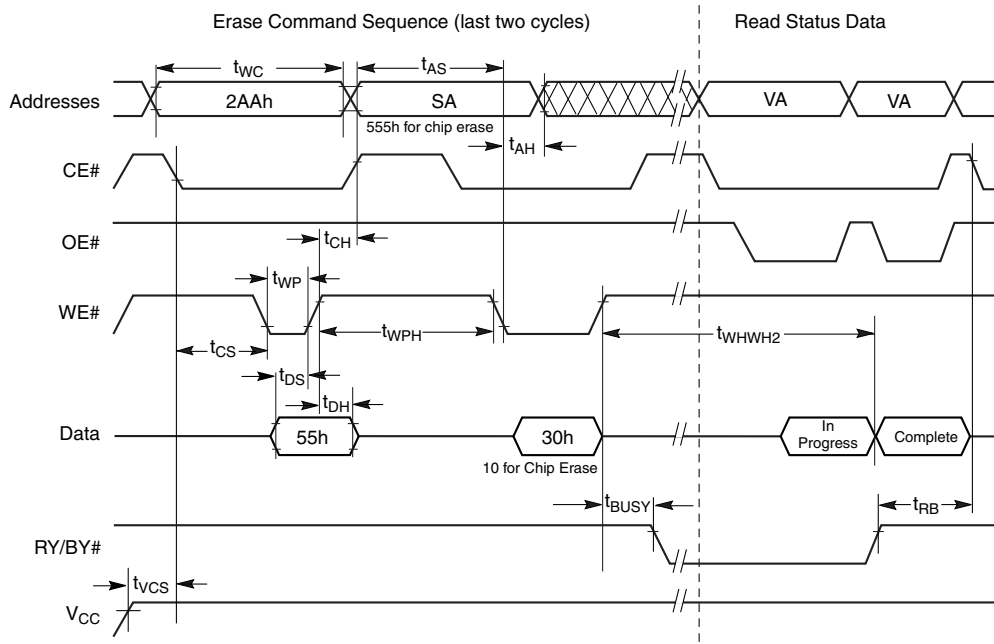 Erase Command Sequence (last two cycles)
Read Status Data
tWC
tAS
Addresses
2AAh
SA
VA
VA
555h for chip erase
tAH
CE#
OE#
tCH
tWP
WE#
tWPH
tWHWH2
tCS
tDS
tDH
Data
55h
30h
In
Progress
Complete
10 for Chip Erase
tBUSY
tRB
RY/BY#
tVCS
VCC